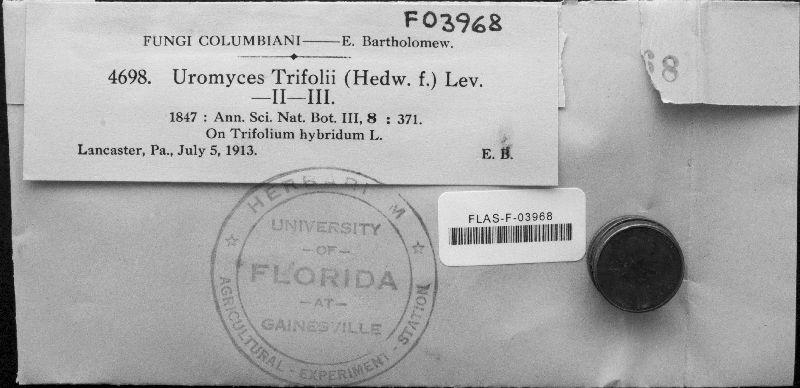 F03968
FUNGI COLUMBIANI——E. Bartholomew.
4698. Uromyces Trifolii (Hedw. f.) Lev.
—II—III.
1847 : Ann. Sci. Nat. Bot. III, 8 : 371.
On Trifolium hybridum L.
Lancaster, Pa., July 5, 1913.
E. B.
68
HERBARIUM
UNIVERSITY
-OF-
FLORIDA
-AT-
GAINESVILLE
AGRICULTURAL - EXPERIMENT - STATION
FLAS-F-03968